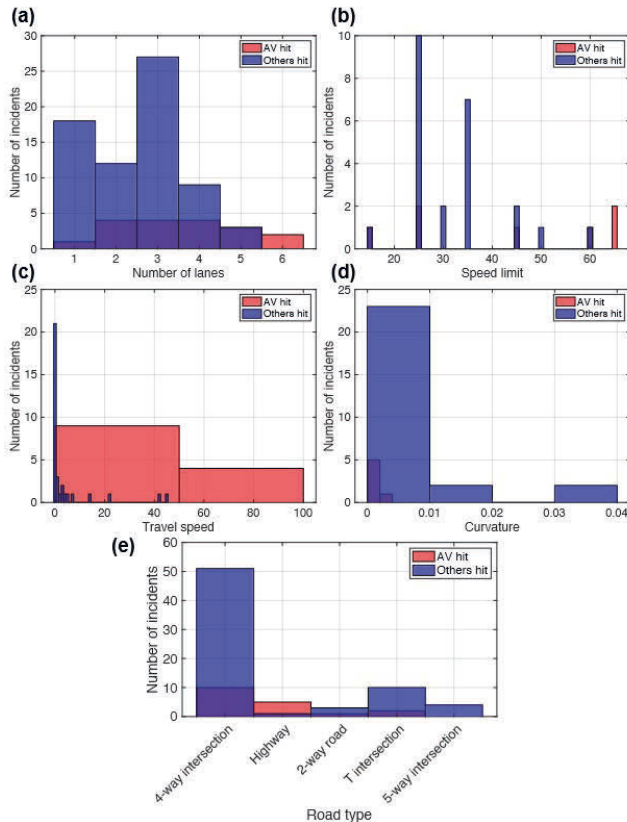 (a)
30
25
20
15
10
5
0
Number of incidents
AV hit
Others hit
1 2 3 4 5 6
Number of lanes
(b)
10
8
6
4
2
0
Number of incidents
AV hit
Others hit
20 30 40 50 60
Speed limit
(c)
25
20
15
10
5
0
Number of incidents
AV hit
Others hit
0 20 40 60 80 100
Travel speed
(d)
25
20
15
10
5
0
Number of incidents
AV hit
Others hit
0 0.01 0.02 0.03 0.04
Curvature
(e)
60
50
40
30
20
10
0
Number of incidents
AV hit
Others hit
4-way intersection
Highway
2-way road
T intersection
5-way intersection
Road type